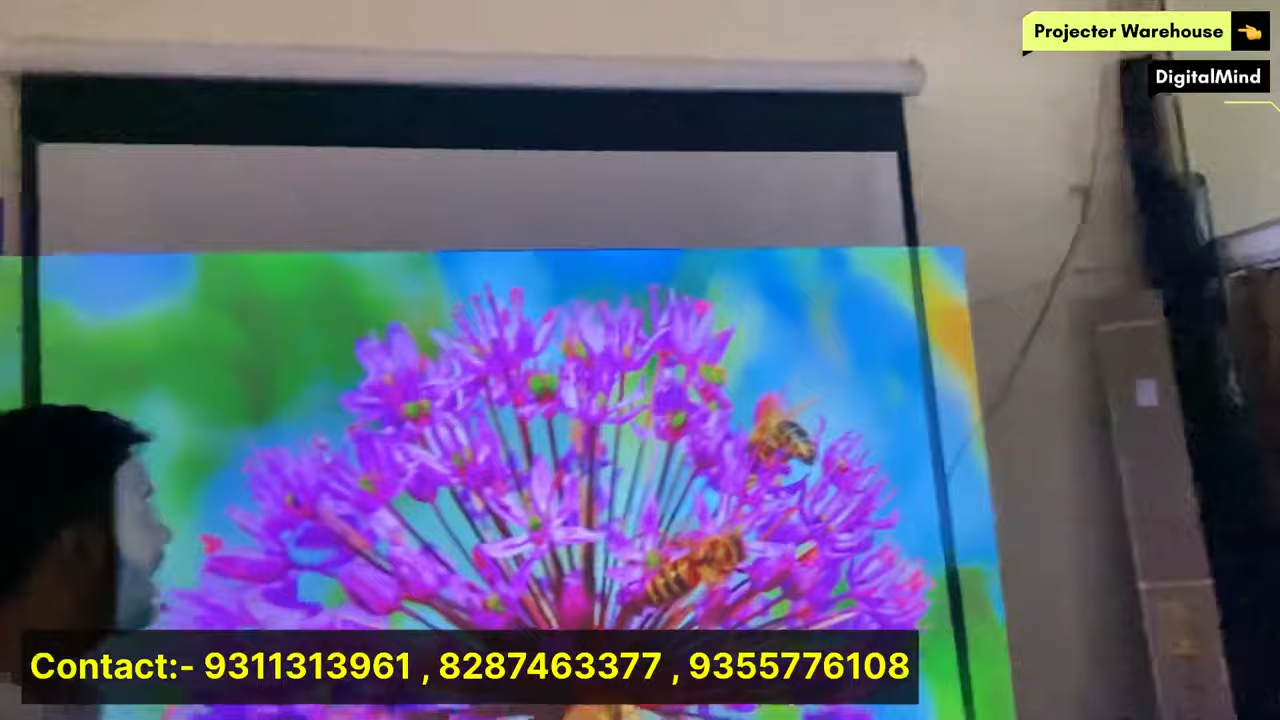 Projecter Warehouse 👈
DigitalMind
Contact:- 9311313961 , 8287463377 , 9355776108